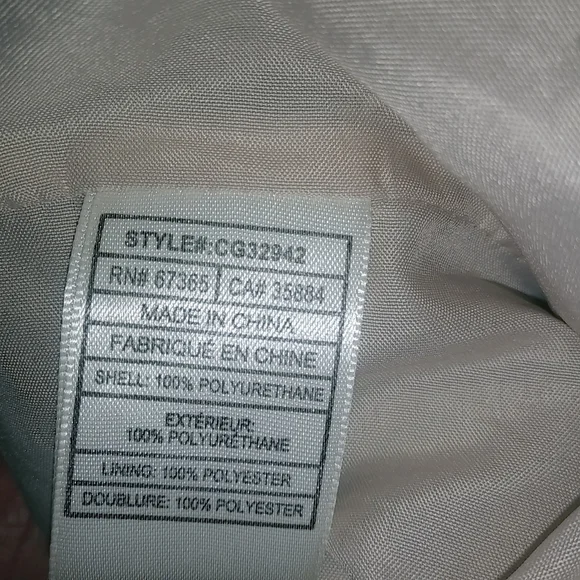 STYLE#:CG32942
RN# 67365 CA# 35884
MADE IN CHINA
FABRIQUÉ EN CHINE
SHELL: 100% POLYURETHANE
EXTÉRIEUR:
100% POLYURÉTHANE
LINING: 100% POLYESTER
DOUBLURE: 100% POLYESTER